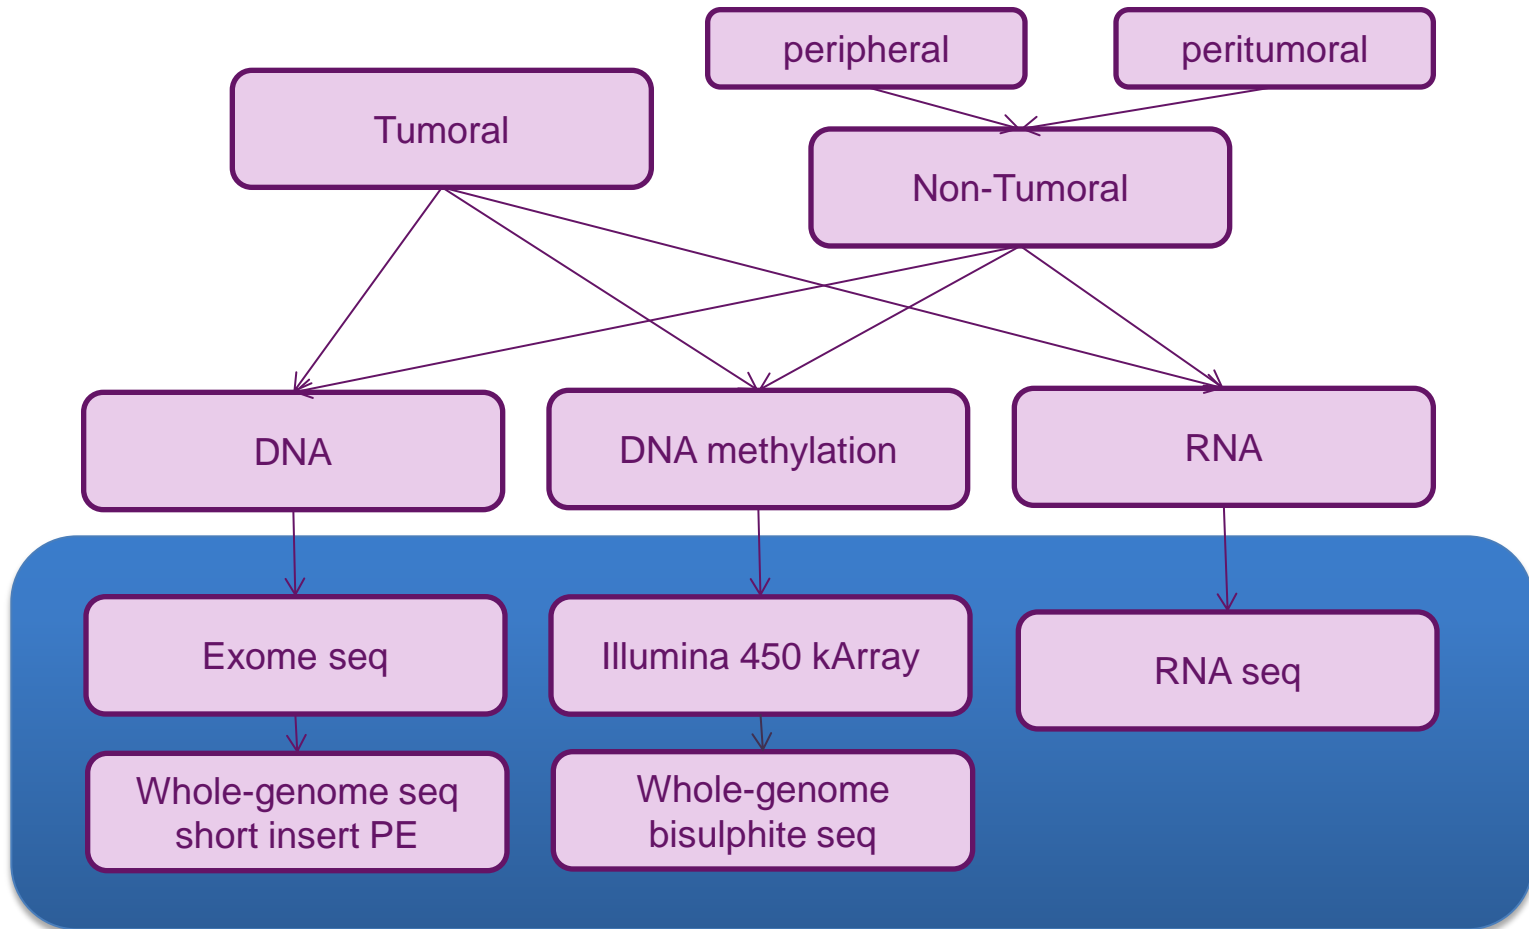 peripheral
peritumoral
Tumoral
Non-Tumoral
DNA
DNA methylation
RNA
Exome seq
Illumina 450 kArray
RNA seq
Whole-genome seq
short insert PE
Whole-genome
bisulphite seq